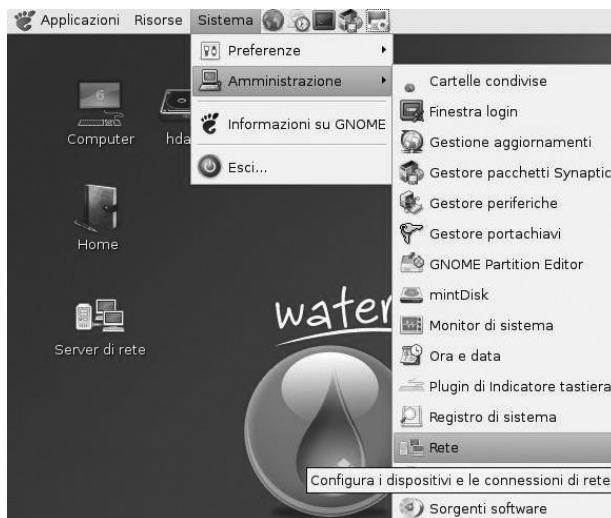 Applicazioni Risorse Sistema
Preferenze
Amministrazione
Informazioni su GNOME
Esci...
6
Computer
hda
Home
Server di rete
water
Cartelle condivise
Finestra login
Gestione aggiornamenti
Gestore pacchetti Synaptic
Gestore periferiche
Gestore portachiavi
GNOME Partition Editor
mintDisk
Monitor di sistema
Ora e data
Plugin di Indicatore tastiera
Registro di sistema
Rete
Configura i dispositivi e le connessioni di rete
Sorgenti software